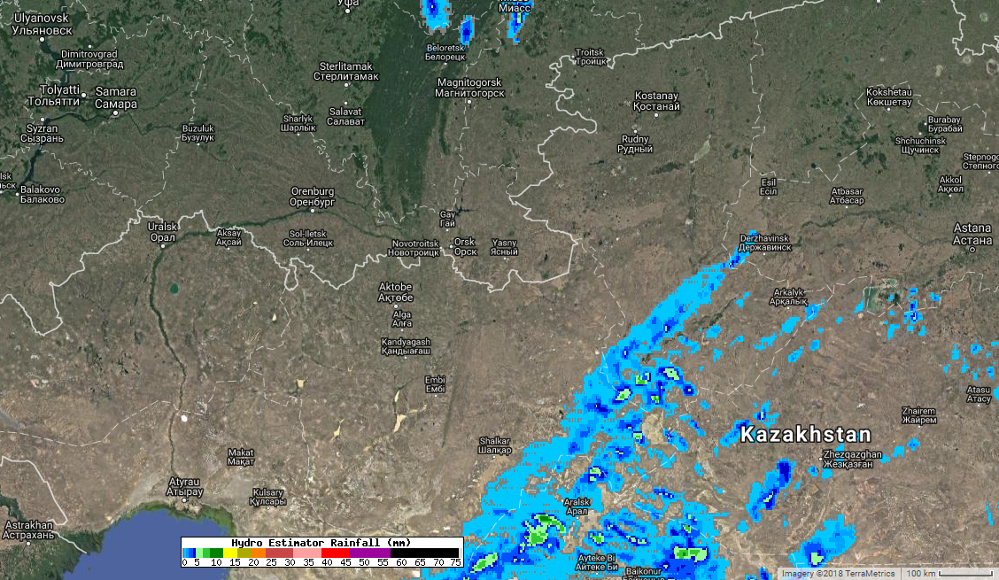 Уфа
Миасс
Ulyanovsk
Ульяновск
Dimitrovgrad
Димитровград
Beloretsk
Белорецк
Troitsk
Троицк
Sterlitamak
Стерлитамак
Magnitogorsk
Магнитогорск
Tolyatti
Тольятти
Samara
Самара
Kostanay
Қостанай
Kokshetau
Көкшетау
Salavat
Салават
Sharlyk
Шарлык
Buzuluk
Бузулук
Syzran
Сызрань
Burabay
Бурабай
Rudny
Рудный
Shchuchinsk
Щучинск
Stepnogo
Степного
lsk
ьск
Balakovo
Балаково
Orenburg
Оренбург
Esil
Есіл
Atbasar
Атбасар
Akkol
Ақкөл
Gay
Гай
Uralsk
Орал
Aksay
Ақсай
Sol-Iletsk
Соль-Илецк
Novotroitsk
Новотроицк
Orsk
Орск
Yasny
Ясный
Derzhavinsk
Державинск
Astana
Астана
Aktobe
Ақтөбе
Arkalyk
Арқалық
Alga
Алға
Kandyagash
Қандыағаш
Embi
Ембі
Atasu
Атасу
Zhairem
Жәйрем
Kazakhstan
Shalkar
Шалқар
Makat
Мақат
Zhezqazghan
Жезқазған
Atyrau
Атырау
Kulsary
Құлсары
Aralsk
Арал
Astrakhan
Астрахань
Hydro Estimator Rainfall (mm)
0 5 10 15 20 25 30 35 40 45 50 55 60 65 70 75
Ayteke Bi
Әйтеке Би
Baikonur
Imagery ©2018 TerraMetrics
100 km